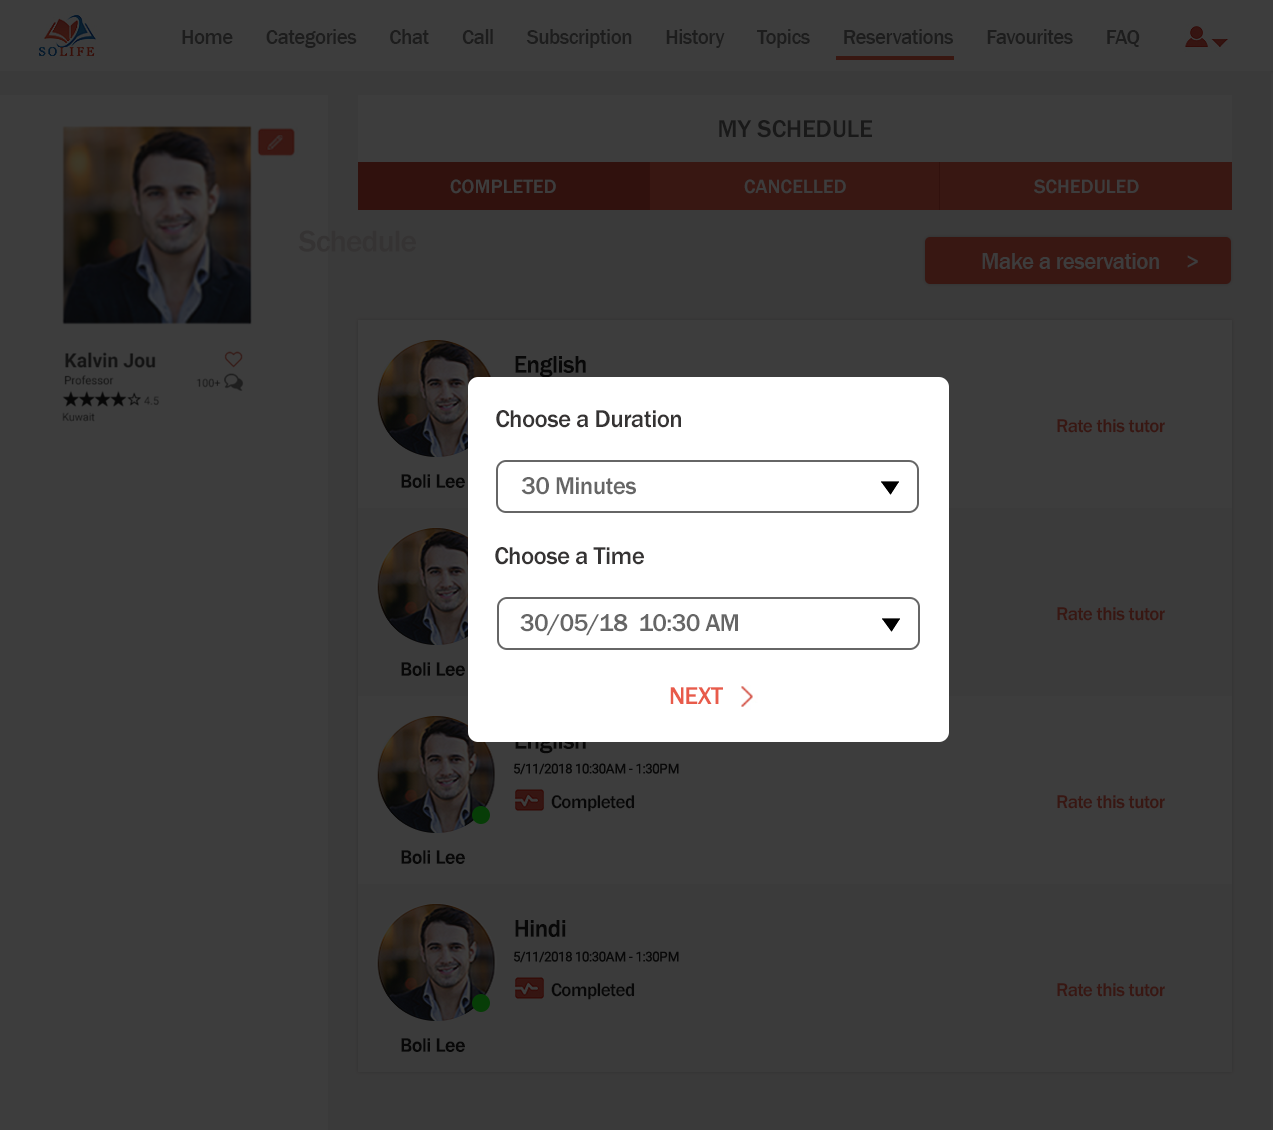 SOLIFE
Home Categories Chat Call Subscription History Topics Reservations Favourites FAQ
MY SCHEDULE
COMPLETED CANCELLED SCHEDULED
Schedule
Make a reservation >
Kalvin Jou
Professor
100+
4.5
Kuwait
English
Rate this tutor
Boli Lee
Choose a Duration
30 Minutes
Choose a Time
30/05/18 10:30 AM
NEXT
Rate this tutor
Boli Lee
English
5/11/2018 10:30AM - 1:30PM
Completed
Rate this tutor
Boli Lee
Hindi
5/11/2018 10:30AM - 1:30PM
Completed
Rate this tutor
Boli Lee